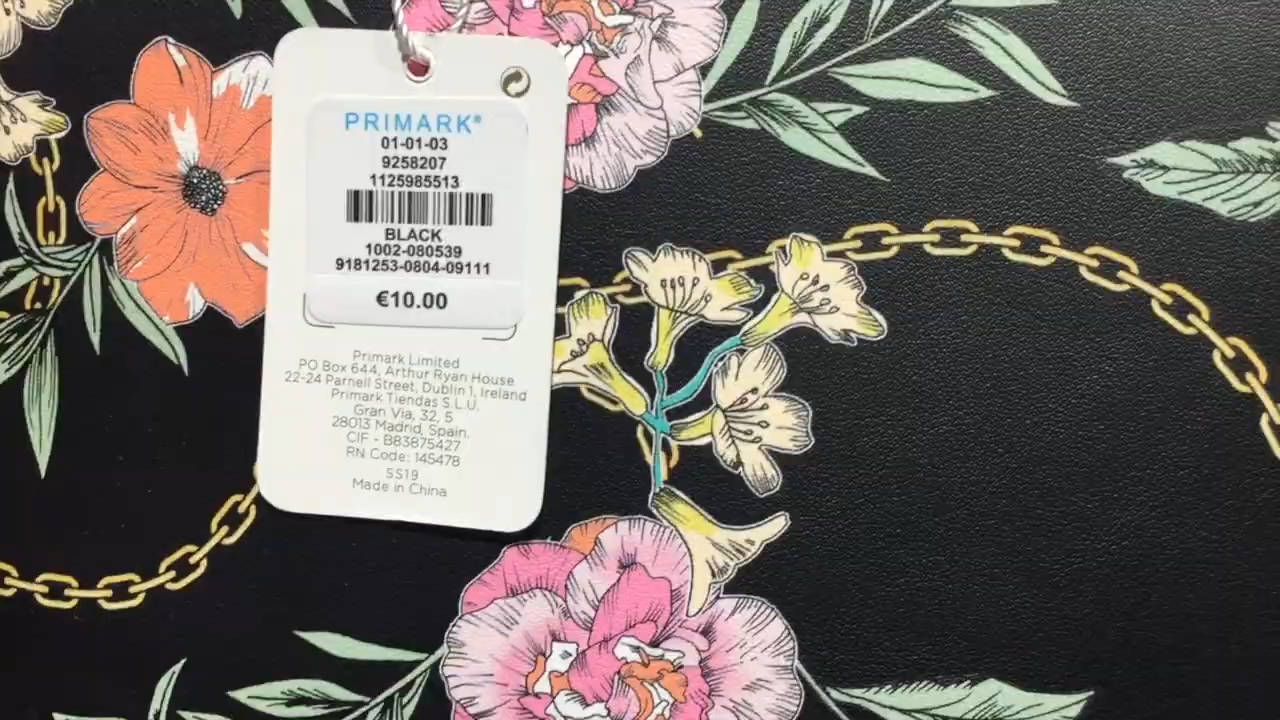 PRIMARK®
01-01-03
9258207
1125985513
BLACK
1002-080539
9181253-0804-09111
€10.00
Primark Limited
PO Box 644, Arthur Ryan House
22-24 Parnell Street, Dublin 1, Ireland
Primark Tiendas S.L.U.
Gran Via, 32, 5
28013 Madrid, Spain.
CIF - B83875427
RN Code: 145478
SS19
Made in China